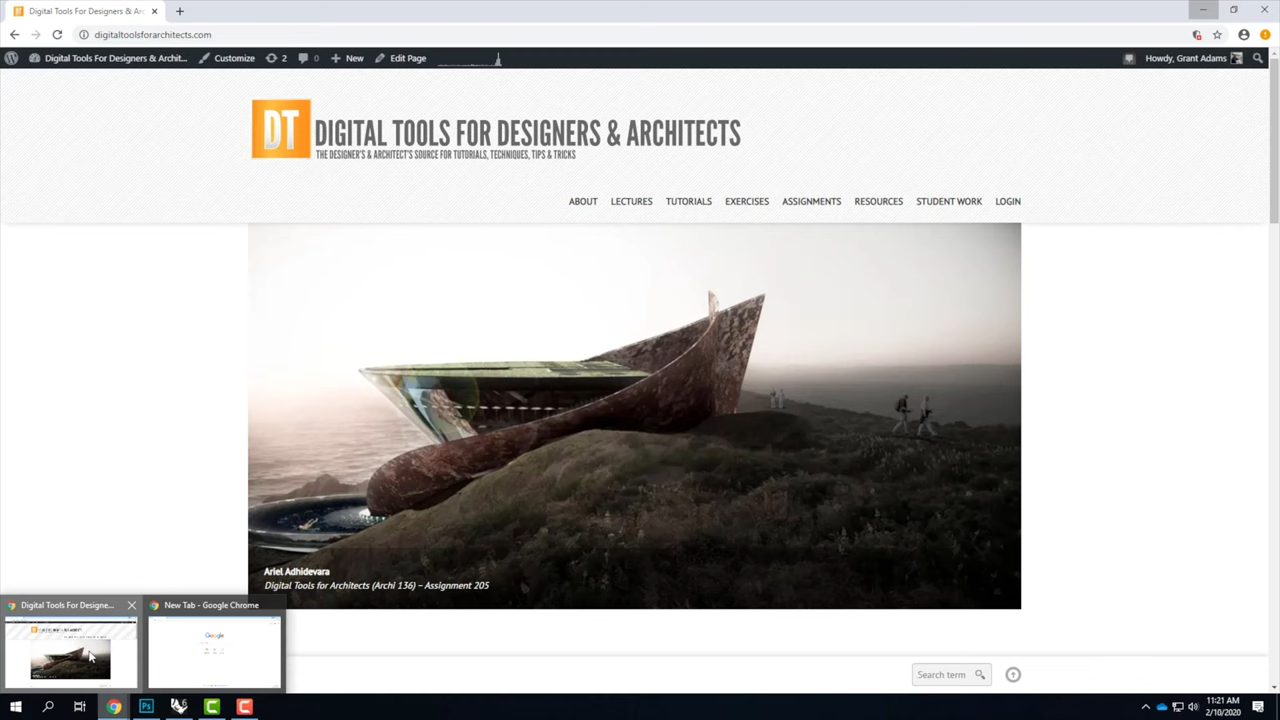 Digital Tools For Designers & Arc
digitaltoolsforarchitects.com
Digital Tools For Designers & Archit...
Customize
2
0
New
Edit Page
Howdy, Grant Adams
DT
DIGITAL TOOLS FOR DESIGNERS & ARCHITECTS
THE DESIGNER'S & ARCHITECT'S SOURCE FOR TUTORIALS, TECHNIQUES, TIPS & TRICKS
ABOUT LECTURES TUTORIALS EXERCISES ASSIGNMENTS RESOURCES STUDENT WORK LOGIN
Ariel Adhidevara
Digital Tools for Architects (Archi 136) – Assignment 205
Digital Tools For Designe...
New Tab - Google Chrome
Google
Search term
Ps
11:21 AM
2/10/2020